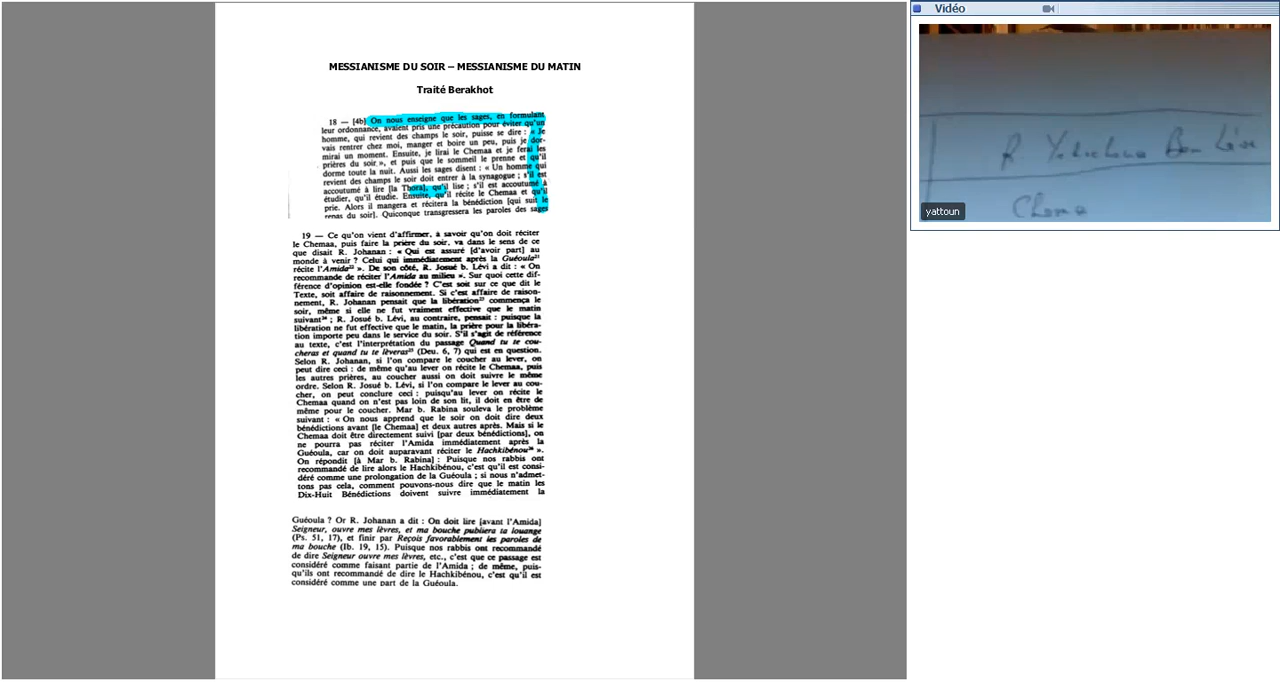 MESSIANISME DU SOIR – MESSIANISME DU MATIN
Traité Berakhot
18 — [4b] On nous enseigne que les sages, en formulant
leur ordonnance, avaient pris une précaution pour éviter qu'un
homme, qui revient des champs le soir, puisse se dire : « Je
vais rentrer chez moi, manger et boire un peu, puis je dor-
mirai un moment. Ensuite, je lirai le Chemaa et je ferai les
prières du soir », et puis que le sommeil le prenne et qu'il
dorme toute la nuit. Aussi les sages disent : « Un homme qui
revient des champs le soir doit entrer à la synagogue ; s'il est
accoutumé à lire [la Thora], qu'il lise ; s'il est accoutumé à
étudier, qu'il étudie. Ensuite, qu'il récite le Chemaa et qu'il
prie. Alors il mangera et récitera la bénédiction [qui suit le
repas du soir]. Quiconque transgressera les paroles des sages
19 — Ce qu'on vient d'affirmer, à savoir qu'on doit réciter
le Chemaa, puis faire la prière du soir, va dans le sens de ce
que disait R. Johanan : « Qui est assuré [d'avoir part] au
monde à venir ? Celui qui immédiatement après la Guéoula²¹
récite l'Amida²² ». De son côté, R. Josué b. Lévi a dit : « On
recommande de réciter l'Amida au milieu ». Sur quoi cette dif-
férence d'opinion est-elle fondée ? C'est soit sur ce que dit le
Texte, soit affaire de raisonnement. Si c'est affaire de raison-
nement, R. Johanan pensait que la libération²³ commença le
soir, même si elle ne fut vraiment effective que le matin
suivant²⁴ ; R. Josué b. Lévi, au contraire, pensait : puisque la
libération ne fut effective que le matin, la prière pour la libéra-
tion importe peu dans le service du soir. S'il s'agit de référence
au texte, c'est l'interprétation du passage Quand tu te cou-
cheras et quand tu te lèveras²⁵ (Deu. 6, 7) qui est en question.
Selon R. Johanan, si l'on compare le coucher au lever, on
peut dire ceci : de même qu'au lever on récite le Chemaa, puis
les autres prières, au coucher aussi on doit suivre le même
ordre. Selon R. Josué b. Lévi, si l'on compare le lever au cou-
cher, on peut conclure ceci : puisqu'au lever on récite le
Chemaa quand on n'est pas loin de son lit, il doit en être de
même pour le coucher. Mar b. Rabina souleva le problème
suivant : « On nous apprend que le soir on doit dire deux
bénédictions avant [le Chemaa] et deux autres après. Mais si le
Chemaa doit être directement suivi [par deux bénédictions], on
ne pourra pas réciter l'Amida immédiatement après la
Guéoula, car on doit auparavant réciter le Hachkibénou²⁶ ».
On répondit [à Mar b. Rabina] : Puisque nos rabbis ont
recommandé de lire alors le Hachkibénou, c'est qu'il est consi-
déré comme une prolongation de la Guéoula ; si nous n'admet-
tons pas cela, comment pouvons-nous dire que le matin les
Dix-Huit Bénédictions doivent suivre immédiatement la
Guéoula ? Or R. Johanan a dit : On doit lire [avant l'Amida]
Seigneur, ouvre mes lèvres, et ma bouche publiera ta louange
(Ps. 51, 17), et finir par Reçois favorablement les paroles de
ma bouche (Ib. 19, 15). Puisque nos rabbis ont recommandé
de dire Seigneur ouvre mes lèvres, etc., c'est que ce passage est
considéré comme faisant partie de l'Amida ; de même, puis-
qu'ils ont recommandé de dire le Hachkibénou, c'est qu'il est
considéré comme une part de la Guéoula.
Vidéo
R Yehochoua Ben Lévi
Chema
yattoun